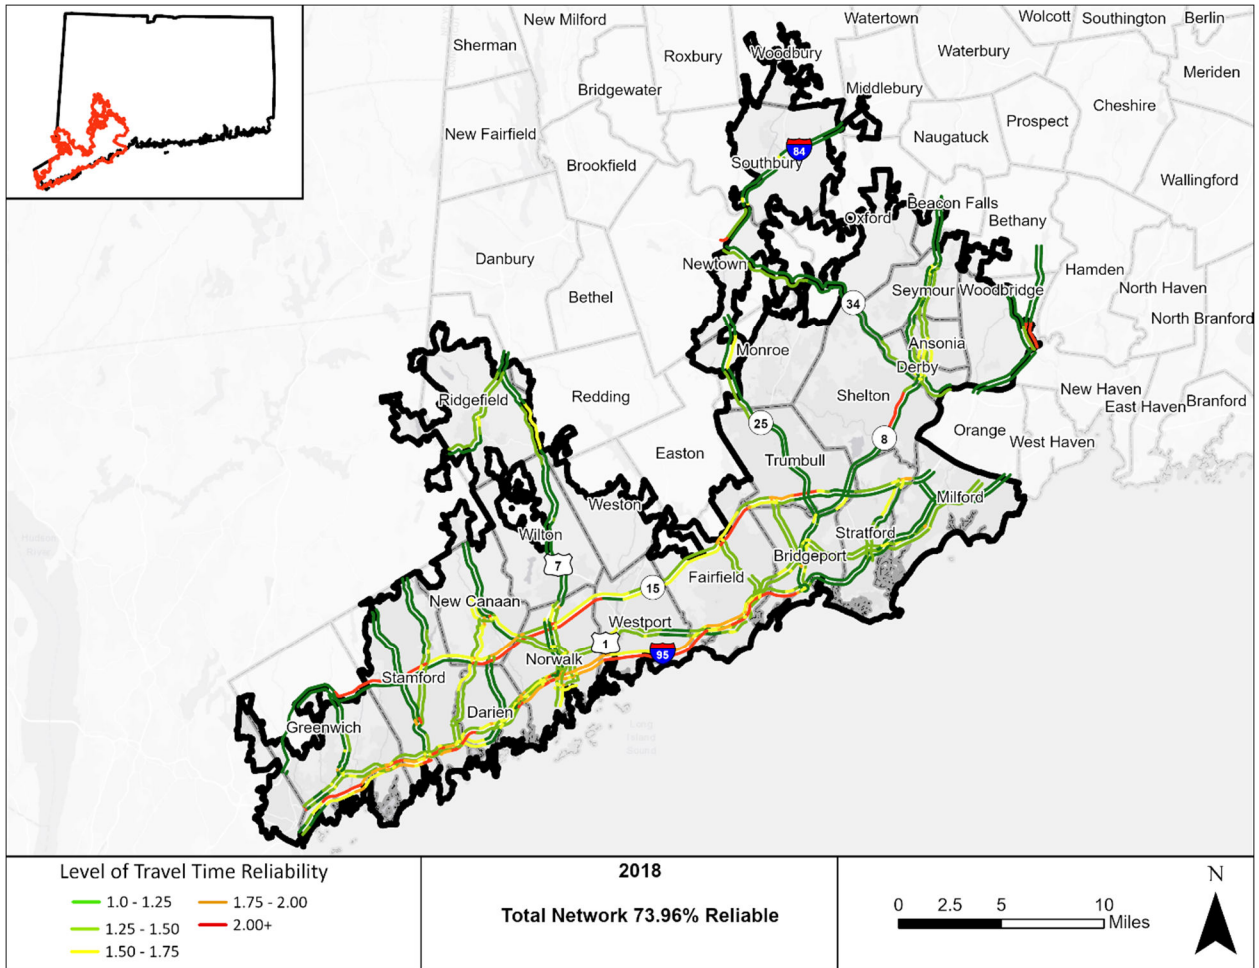 New Milford
Watertown
Wolcott
Southington
Berlin
Sherman
Roxbury
Woodbury
Waterbury
Meriden
Bridgewater
Middlebury
Cheshire
New Fairfield
Naugatuck
Prospect
Brookfield
84
Southbury
Wallingford
Oxford
Beacon Falls
Bethany
Danbury
Newtown
Hamden
Bethel
Seymour
Woodbridge
North Haven
34
North Branford
Monroe
Ansonia
Derby
Ridgefield
Redding
Shelton
New Haven
East Haven
Branford
25
8
Orange
West Haven
Easton
Trumbull
Weston
Milford
Wilton
Stratford
Bridgeport
7
Fairfield
15
New Canaan
Westport
1
Norwalk
95
Stamford
Darien
Greenwich
Long
Island
Sound
Level of Travel Time Reliability
1.0 - 1.25
1.75 - 2.00
1.25 - 1.50
2.00+
1.50 - 1.75
2018
Total Network 73.96% Reliable
0 2.5 5 10
Miles
N